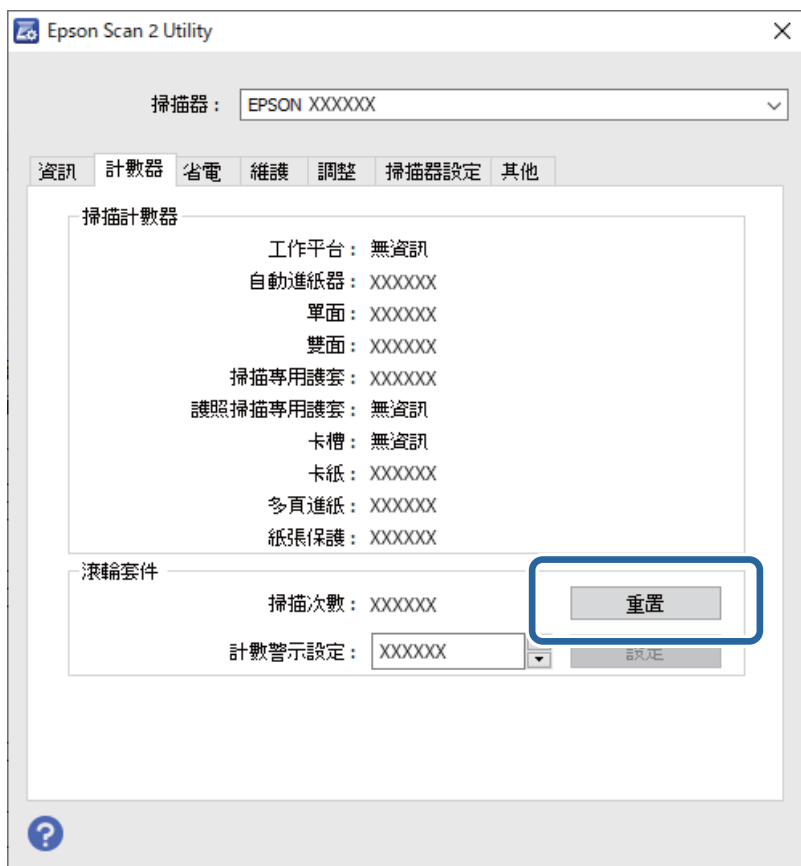 Epson Scan 2 Utility
掃描器： EPSON XXXXXX
資訊 計數器 省電 維護 調整 掃描器設定 其他
掃描計數器
工作平台： 無資訊
自動進紙器： XXXXXX
單面： XXXXXX
雙面： XXXXXX
掃描專用護套： XXXXXX
護照掃描專用護套： 無資訊
卡槽： 無資訊
卡紙： XXXXXX
多頁進紙： XXXXXX
紙張保護： XXXXXX
滾輪套件
掃描次數： XXXXXX 重置
計數警示設定： XXXXXX 設定
?